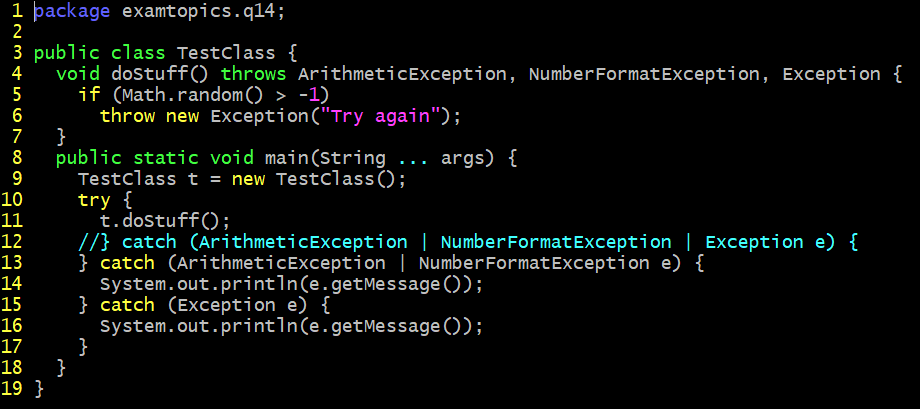 1 package examtopics.q14;
2
3 public class TestClass {
4   void doStuff() throws ArithmeticException, NumberFormatException, Exception {
5     if (Math.random() > -1)
6       throw new Exception("Try again");
7   }
8   public static void main(String ... args) {
9     TestClass t = new TestClass();
10     try {
11       t.doStuff();
12     //} catch (ArithmeticException | NumberFormatException | Exception e) {
13     } catch (ArithmeticException | NumberFormatException e) {
14       System.out.println(e.getMessage());
15     } catch (Exception e) {
16       System.out.println(e.getMessage());
17     }
18   }
19 }